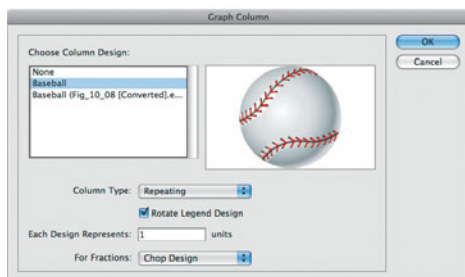 Graph Column
Choose Column Design:
None
Baseball
Baseball (Fig_10_08 [Converted].e...
OK
Cancel
Column Type: Repeating
Rotate Legend Design
Each Design Represents: 1 units
For Fractions: Chop Design